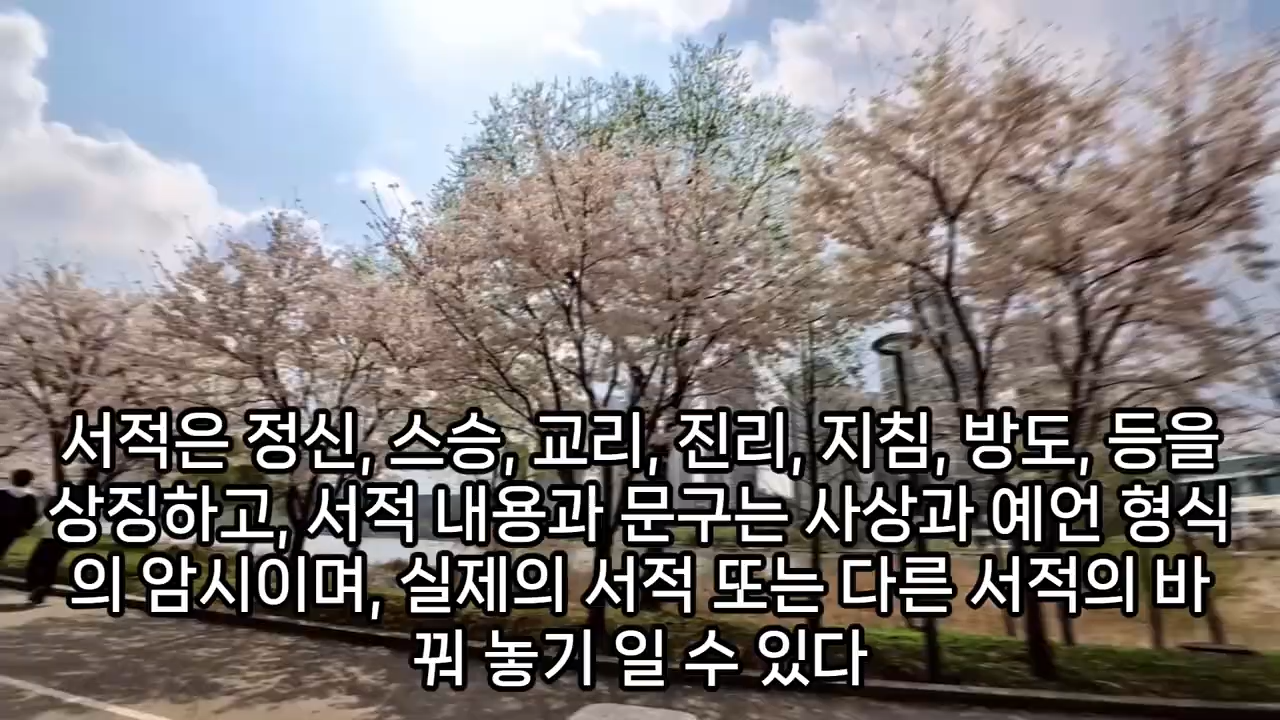 서적은 정신, 스승, 교리, 진리, 지침, 방도, 등을
상징하고, 서적 내용과 문구는 사상과 예언 형식
의 암시이며, 실제의 서적 또는 다른 서적의 바
꿔 놓기 일 수 있다